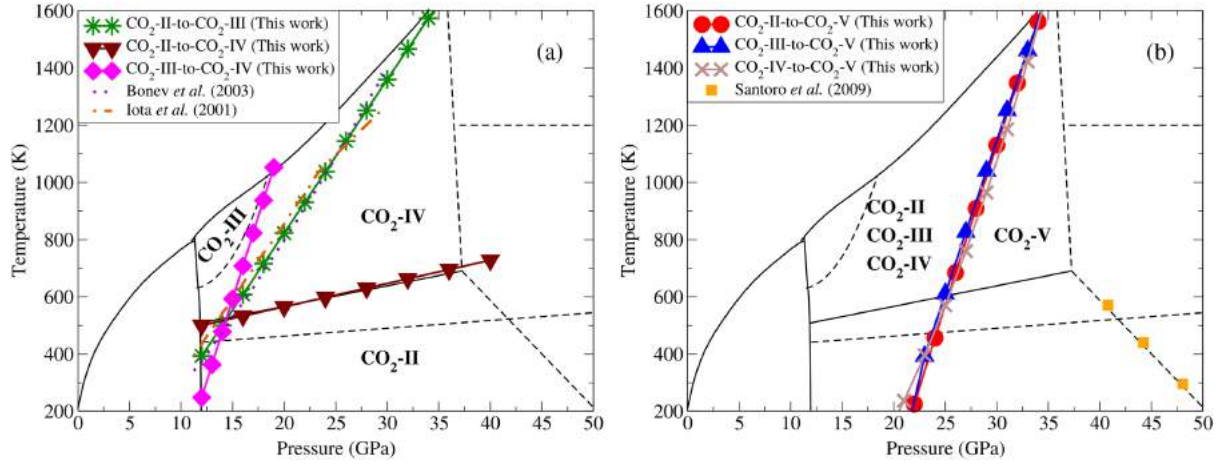 CO₂-II-to-CO₂-III (This work)
CO₂-II-to-CO₂-IV (This work)
CO₂-III-to-CO₂-IV (This work)
Bonev et al. (2003)
Iota et al. (2001)
(a)
CO₂-III
CO₂-IV
CO₂-II
1600
1400
1200
1000
800
600
400
200
Temperature (K)
0 5 10 15 20 25 30 35 40 45 50
Pressure (GPa)
CO₂-II-to-CO₂-V (This work)
CO₂-III-to-CO₂-V (This work)
CO₂-IV-to-CO₂-V (This work)
Santoro et al. (2009)
(b)
CO₂-II
CO₂-III
CO₂-IV
CO₂-V
1600
1400
1200
1000
800
600
400
200
Temperature (K)
0 5 10 15 20 25 30 35 40 45 50
Pressure (GPa)